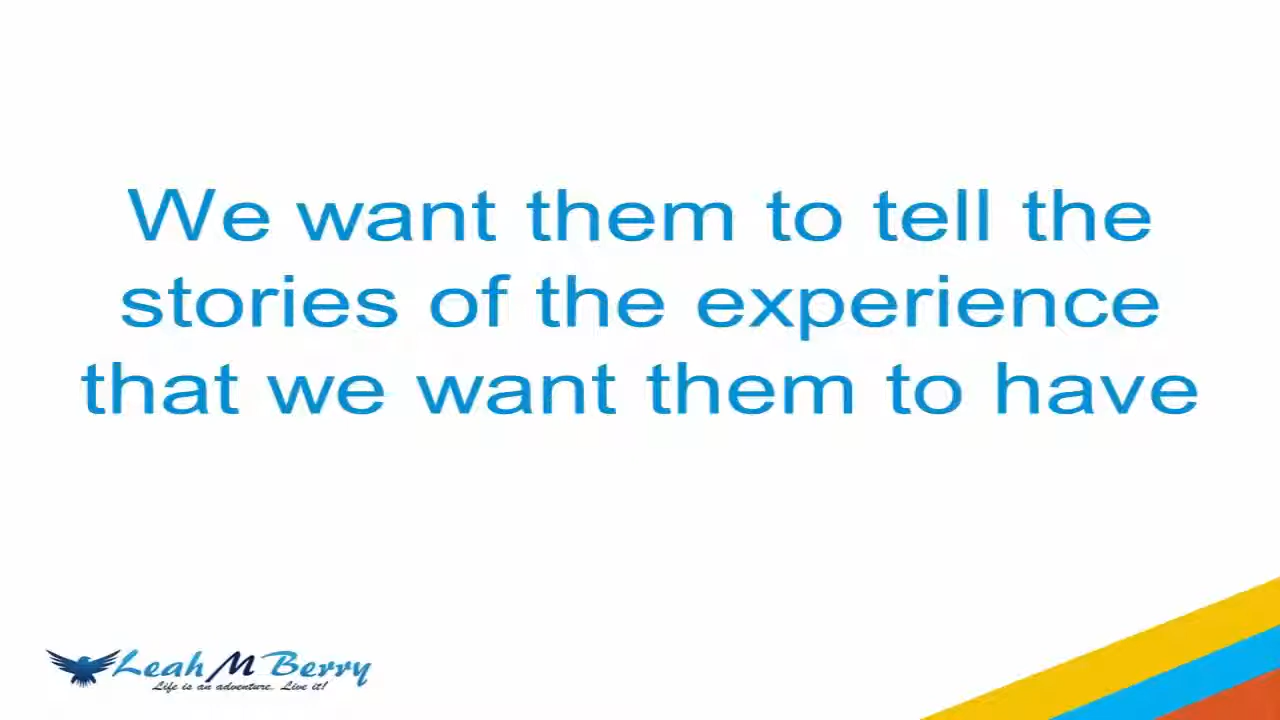 We want them to tell the
stories of the experience
that we want them to have
Leah M Berry
Life is an adventure. Live it!